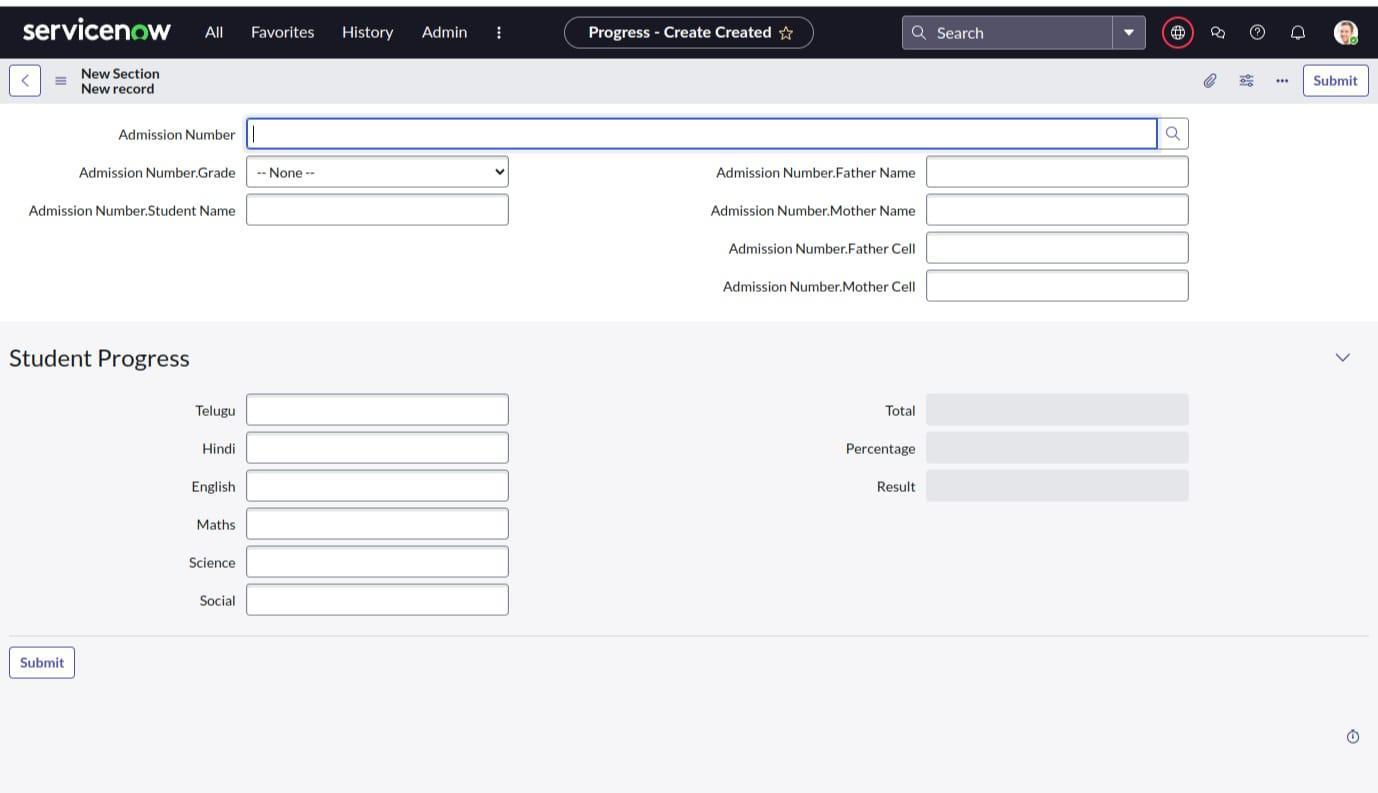 servicenow All Favorites History Admin Progress - Create Created Search
New Section
New record
Submit
Admission Number
Admission Number.Grade -- None -- Admission Number.Father Name
Admission Number.Student Name Admission Number.Mother Name
Admission Number.Father Cell
Admission Number.Mother Cell
Student Progress
Telugu Total
Hindi Percentage
English Result
Maths
Science
Social
Submit